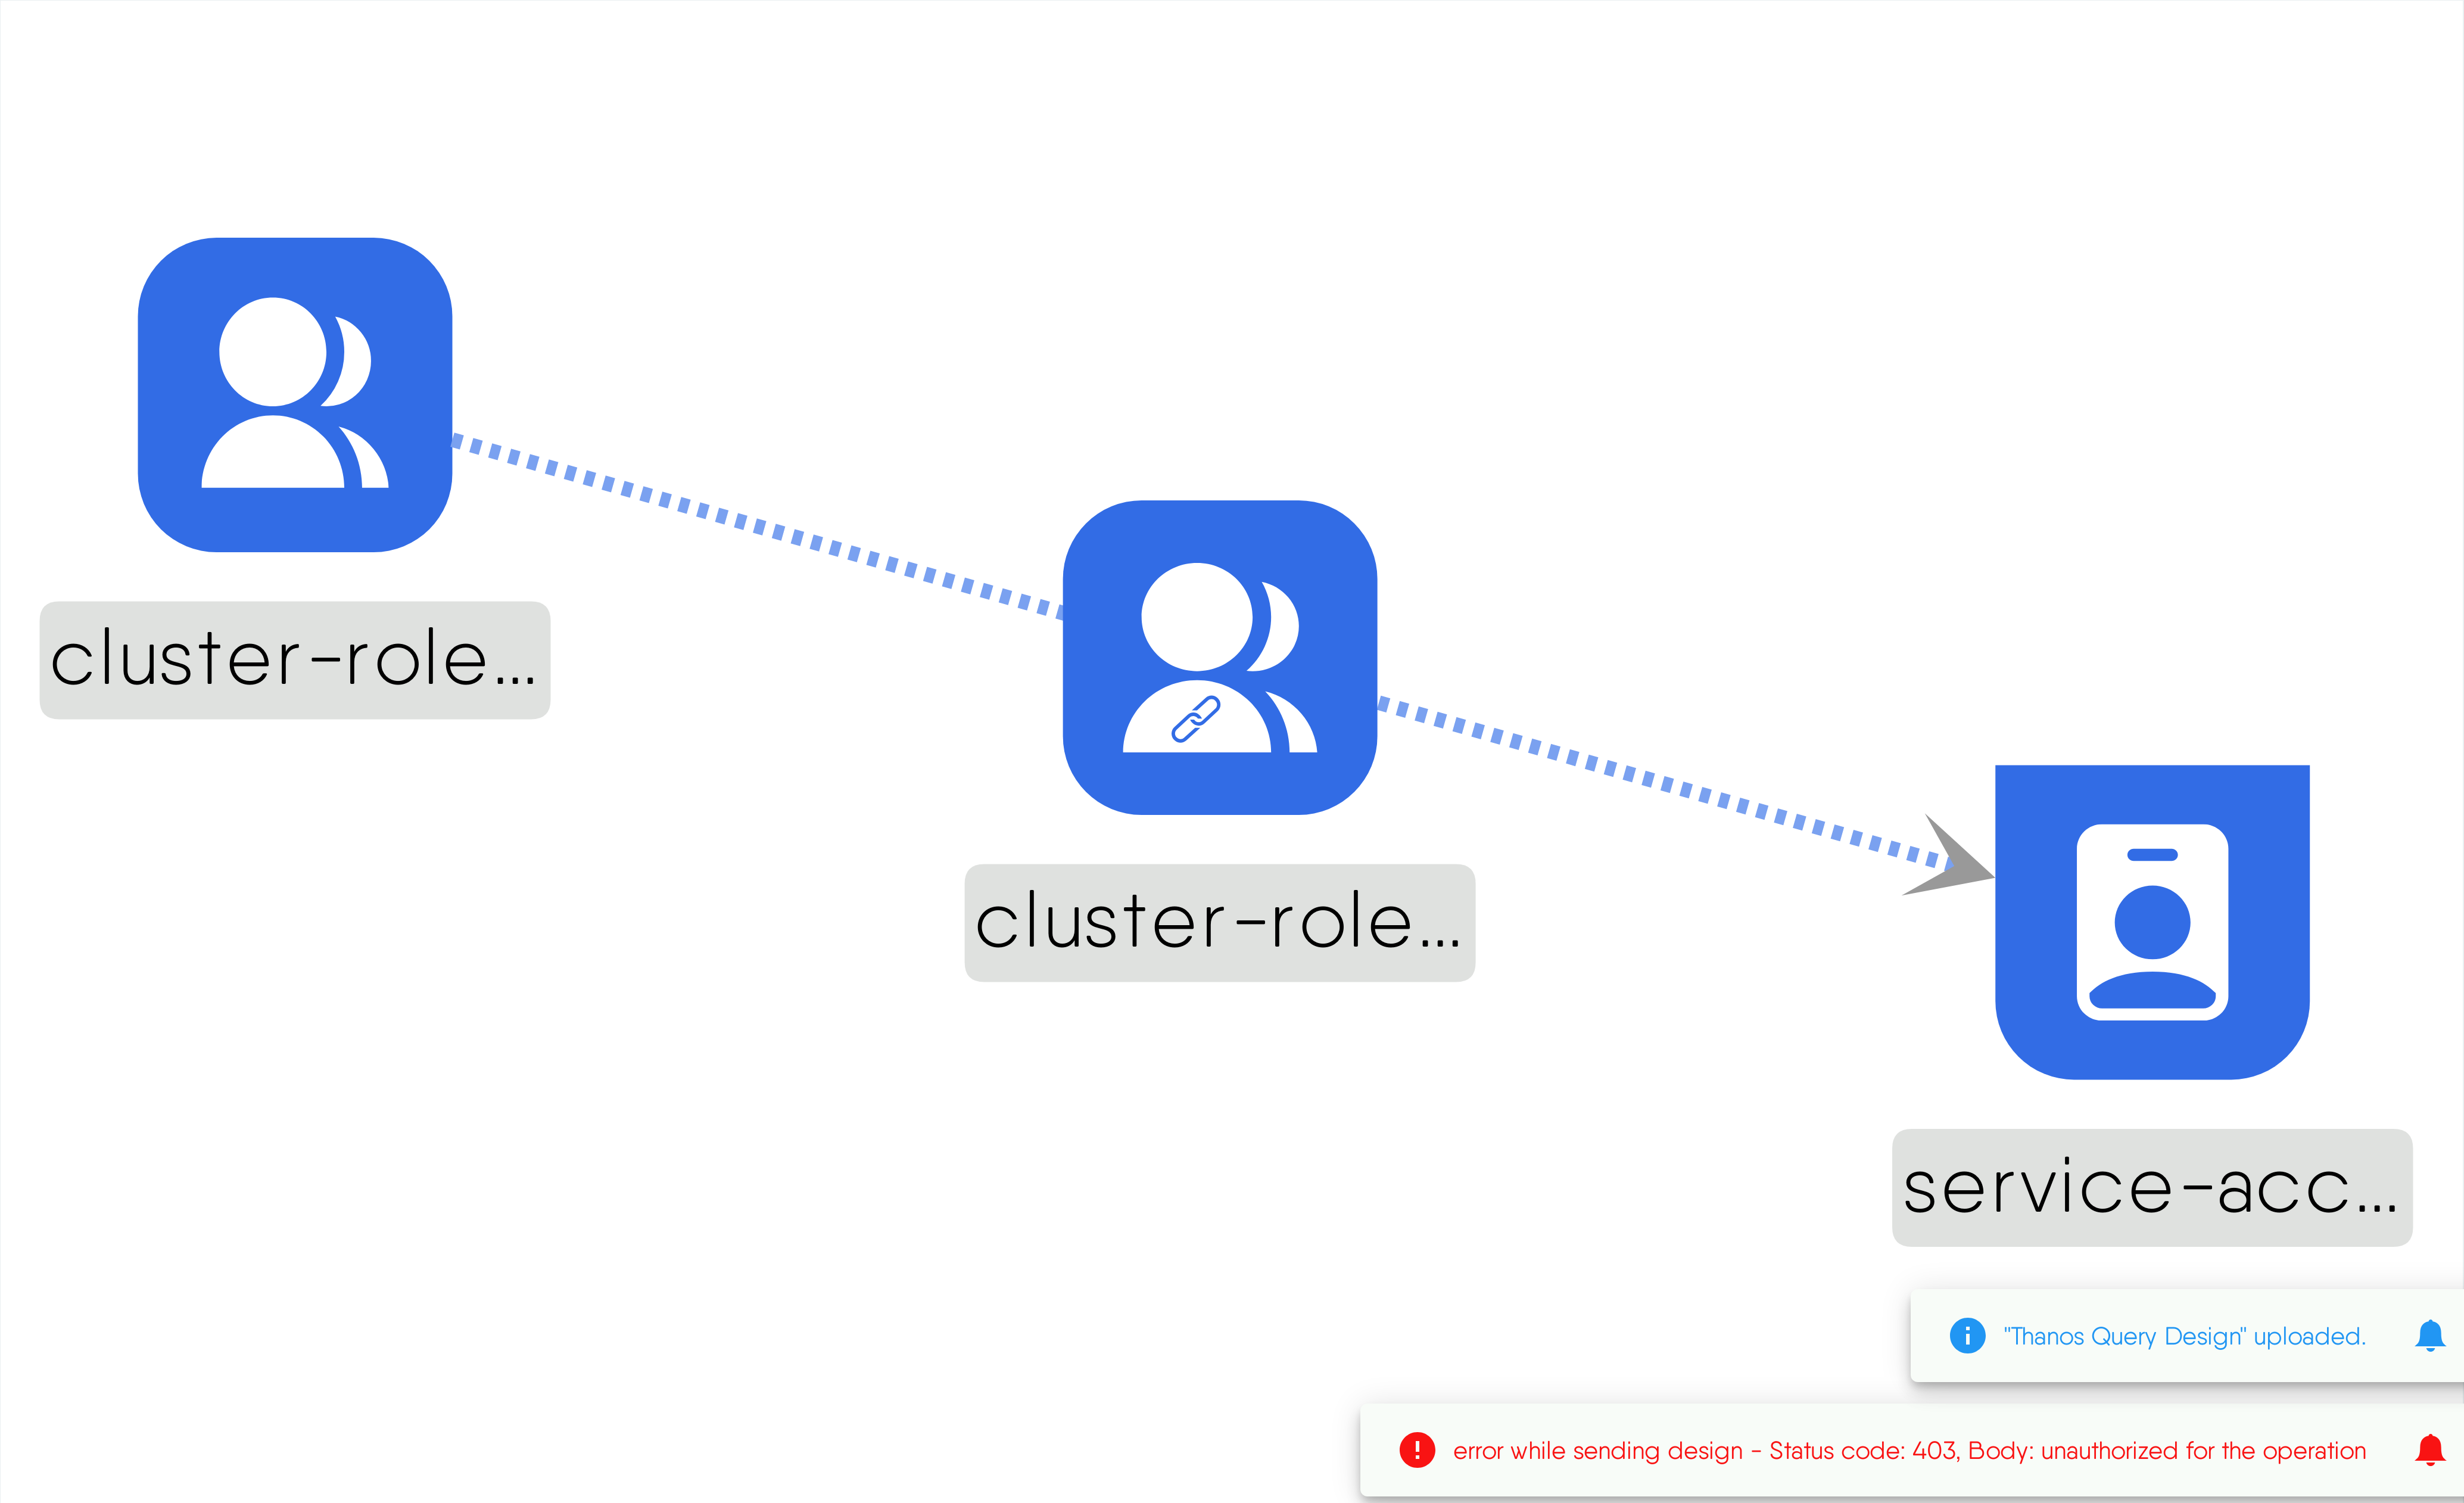 cluster-role...
cluster-role...
service-acc...
"Thanos Query Design" uploaded.
error while sending design - Status code: 403, Body: unauthorized for the operation